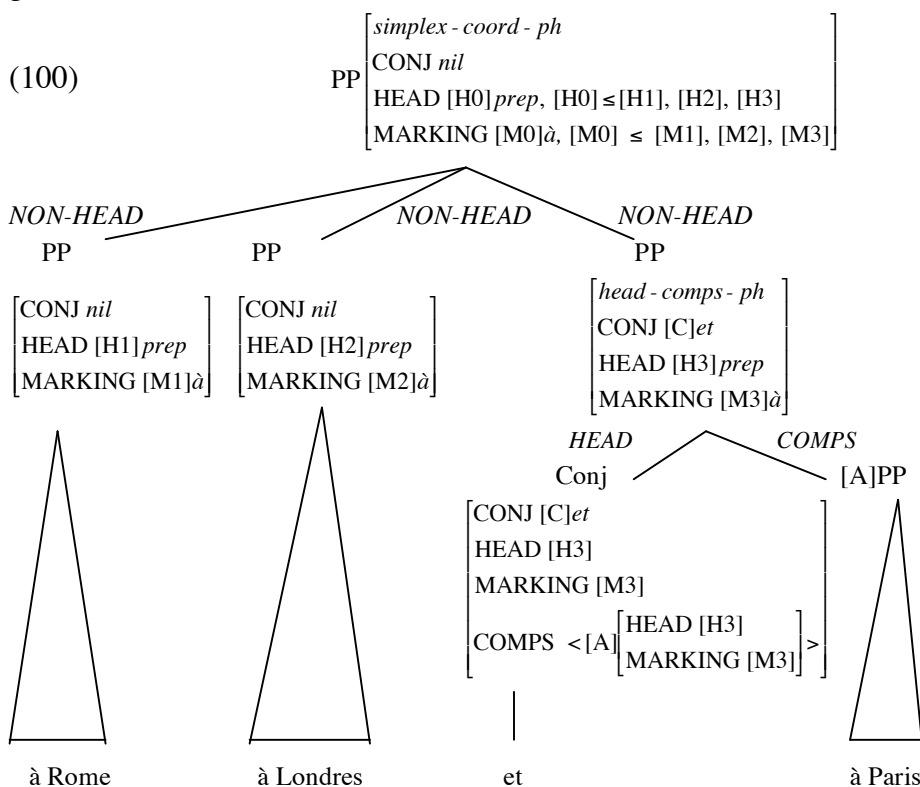 [simplex - coord - ph
(100) PP CONJ nil
HEAD [H0] prep, [H0] ≤ [H1], [H2], [H3]
MARKING [M0]à, [M0] ≤ [M1], [M2], [M3]]
NON-HEAD NON-HEAD NON-HEAD
PP PP PP
[head - comps - ph
[CONJ nil [CONJ nil CONJ [C]et
HEAD [H1] prep HEAD [H2] prep HEAD [H3] prep
MARKING [M1]à] MARKING [M2]à] MARKING [M3]à]
HEAD COMPS
Conj [A]PP
[CONJ [C]et
HEAD [H3]
MARKING [M3]
COMPS <[A][HEAD [H3]
MARKING [M3]]>]
à Rome à Londres et à Paris